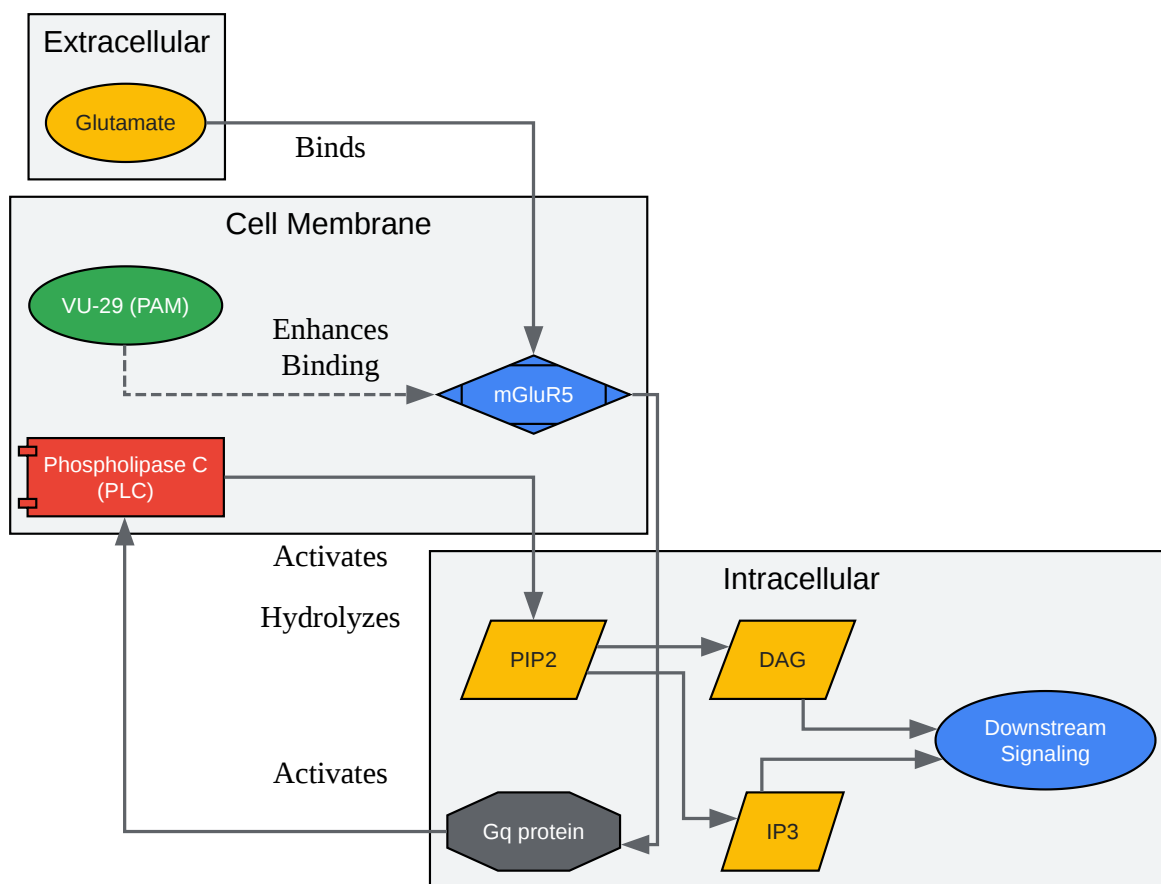 Extracellular
Glutamate
Binds
Cell Membrane
VU-29 (PAM)
Enhances
Binding
mGluR5
Phospholipase C
(PLC)
Activates
Hydrolyzes
Intracellular
PIP2
DAG
Downstream
Signaling
Activates
Gq protein
IP3